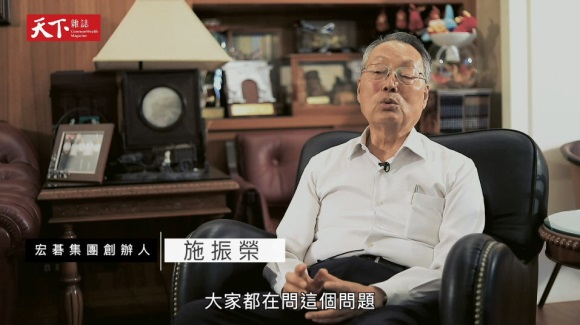 天下 雜誌
CommonWealth
Magazine
宏碁集團創辦人 施振榮
大家都在問這個問題